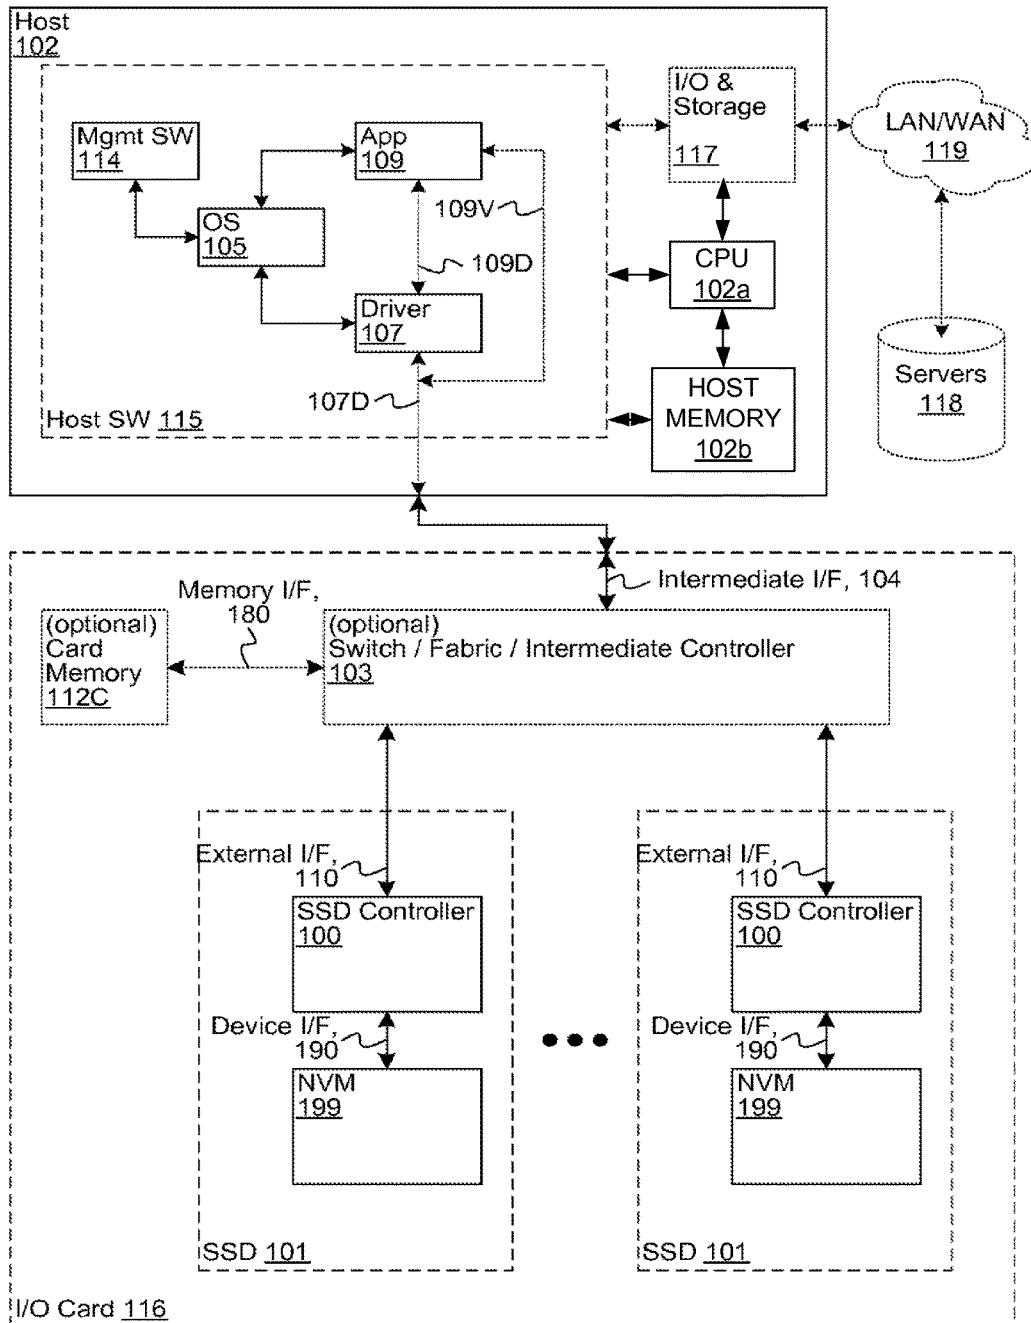 Host
102
Mgmt SW
114
App
109
OS
105
109V
109D
Driver
107
107D
Host SW 115
I/O &
Storage
117
CPU
102a
HOST
MEMORY
102b
LAN/WAN
119
Servers
118
Intermediate I/F, 104
Memory I/F,
180
(optional)
Card
Memory
112C
(optional)
Switch / Fabric / Intermediate Controller
103
External I/F,
110
SSD Controller
100
Device I/F,
190
NVM
199
SSD 101
External I/F,
110
SSD Controller
100
Device I/F,
190
NVM
199
SSD 101
I/O Card 116